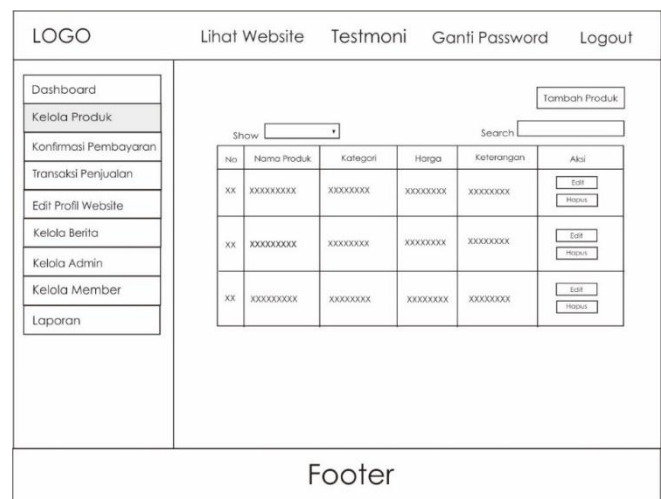 LOGO
Lihat Website Testmoni Ganti Password Logout
Dashboard
Kelola Produk
Konfirmasi Pembayaran
Transaksi Penjualan
Edit Profil Website
Kelola Berita
Kelola Admin
Kelola Member
Laporan
Tambah Produk
Show Search
No Nama Produk Kategori Harga Keterangan Aksi
XX XXXXXXXXX XXXXXXXX XXXXXXXX XXXXXXXX Edit
Hapus
XX XXXXXXXXX XXXXXXXX XXXXXXXX XXXXXXXX Edit
Hapus
XX XXXXXXXXX XXXXXXXX XXXXXXXX XXXXXXXX Edit
Hapus
Footer